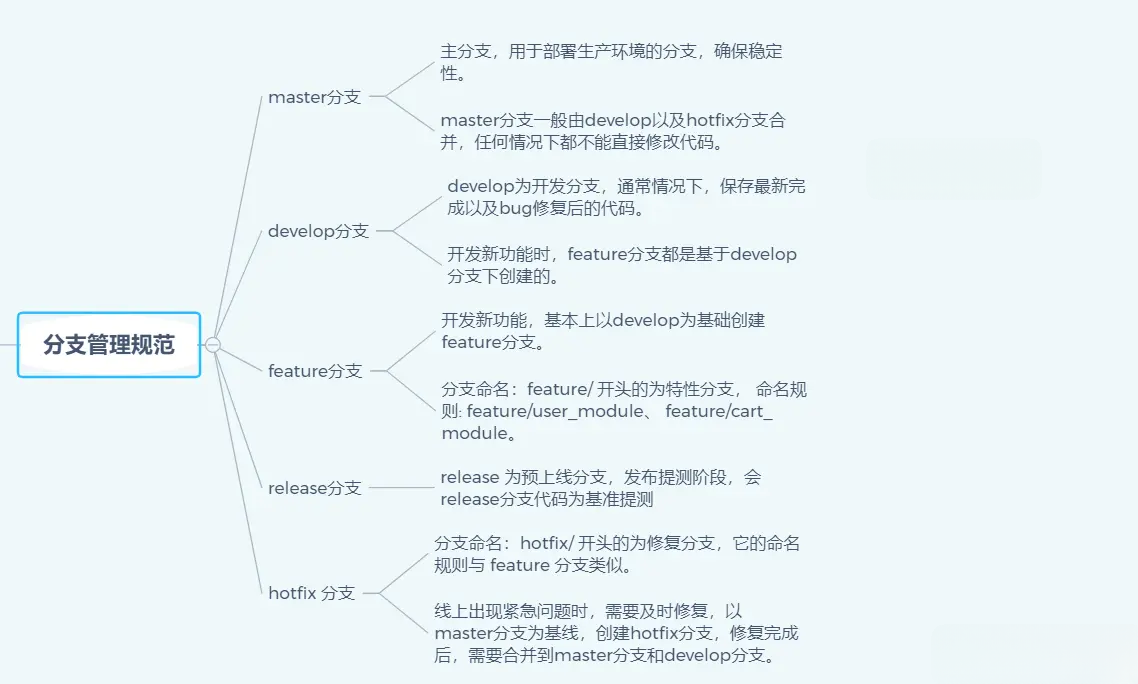 分支管理规范
master分支
主分支，用于部署生产环境的分支，确保稳定
性。
master分支一般由develop以及hotfix分支合
并，任何情况下都不能直接修改代码。
develop分支
develop为开发分支，通常情况下，保存最新完
成以及bug修复后的代码。
开发新功能时，feature分支都是基于develop
分支下创建的。
feature分支
开发新功能，基本上以develop为基础创建
feature分支。
分支命名：feature/ 开头的为特性分支， 命名规
则: feature/user_module、 feature/cart_
module。
release分支
release 为预上线分支，发布提测阶段，会
release分支代码为基准提测
hotfix 分支
分支命名：hotfix/ 开头的为修复分支，它的命名
规则与 feature 分支类似。
线上出现紧急问题时，需要及时修复，以
master分支为基线，创建hotfix分支，修复完成
后，需要合并到master分支和develop分支。